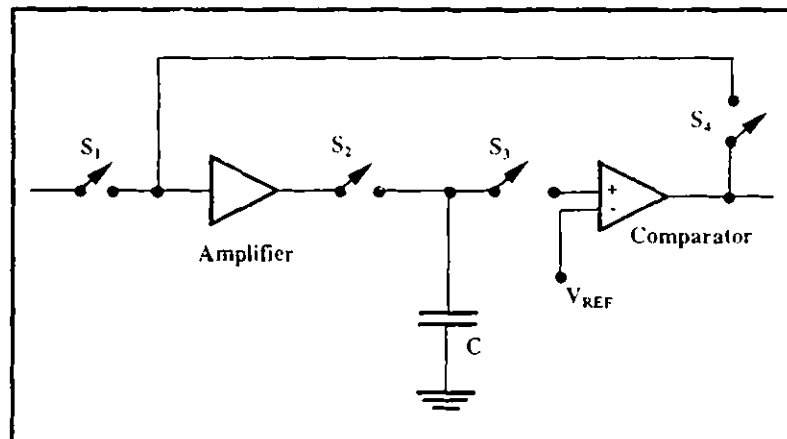 S4
S1
S2
S3
+
-
Amplifier
Comparator
VREF
C